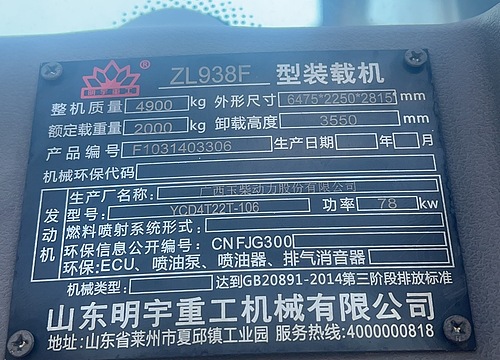 明宇重工 ® ZL938F 型装载机
整机质量 4900 kg 外形尺寸 6475*2250*2815 mm
额定载重量 2000 kg 卸载高度 3550 mm
产品编号 F1031403306 生产日期 年 月
机械环保代码
发动机
生产厂名称: 广西玉柴动力股份有限公司
型号: YCD4T22T-106 功率 78 kw
燃料喷射系统形式:
环保信息公开编号: CNFJG300
环保:ECU、喷油泵、喷油器、排气消音器
机械类型: 达到GB20891-2014第三阶段排放标准
山东明宇重工机械有限公司
地址:山东省莱州市夏邱镇工业园 服务热线:4000000818